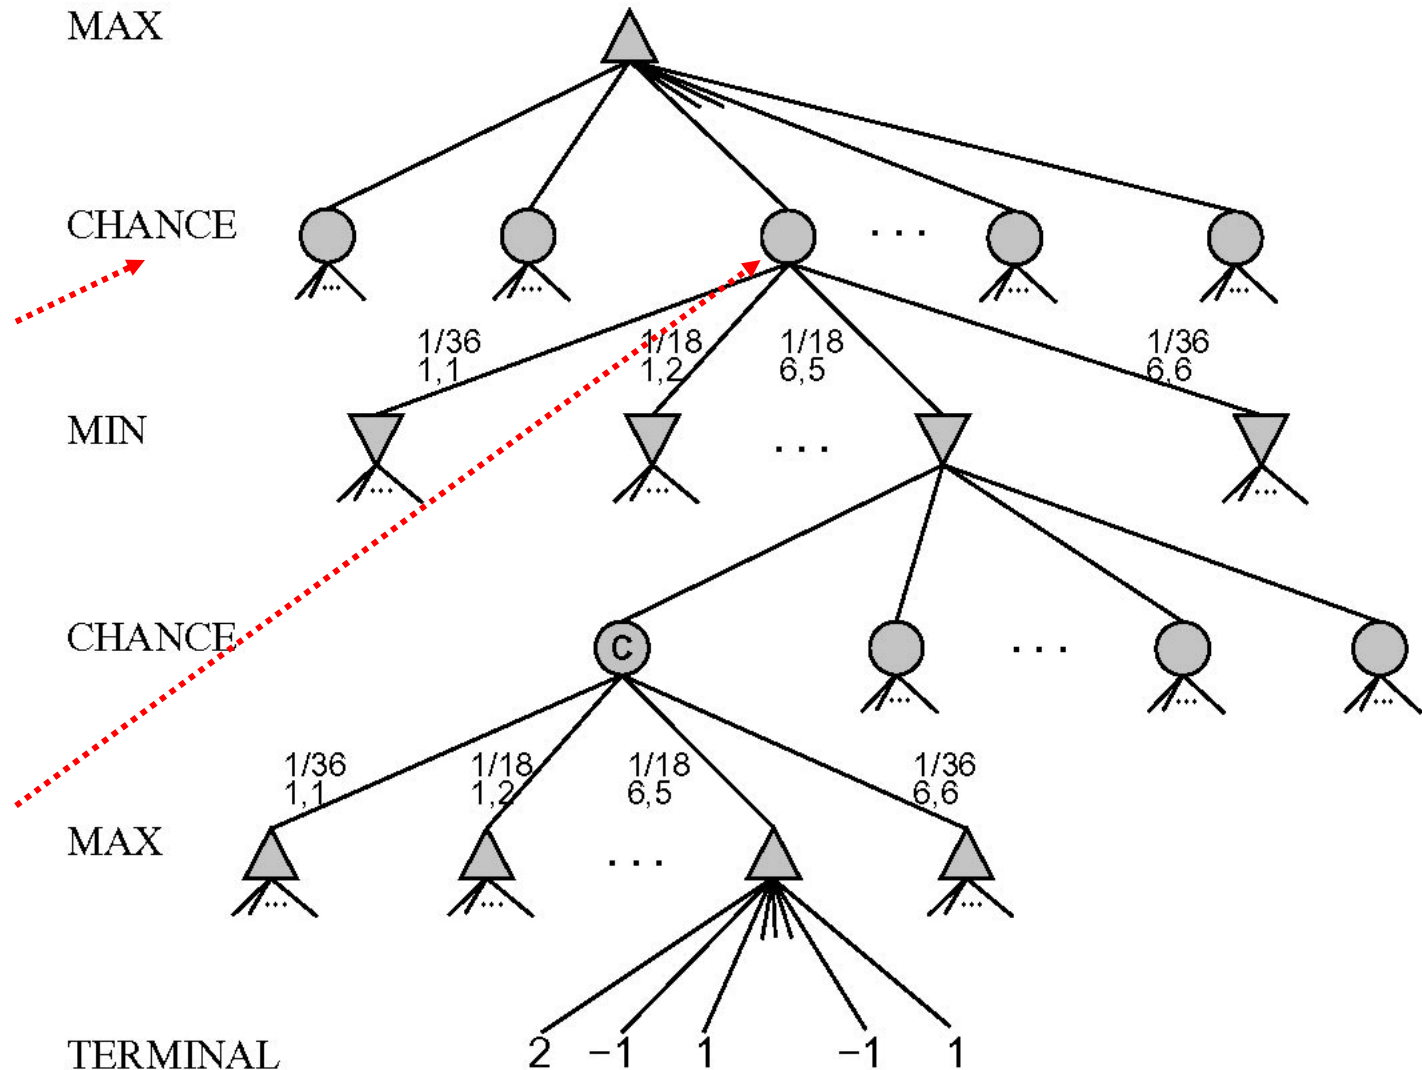 MAX
CHANCE
. . .
... ... ... ...
1/36 1/18 1/18 1/36
1,1 1,2 6,5 6,6
MIN
. . .
... ... ...
CHANCE
C
. . .
... ... ...
1/36 1/18 1/18 1/36
1,1 1,2 6,5 6,6
MAX
. . .
... ... ...
TERMINAL
2 −1 1 −1 1